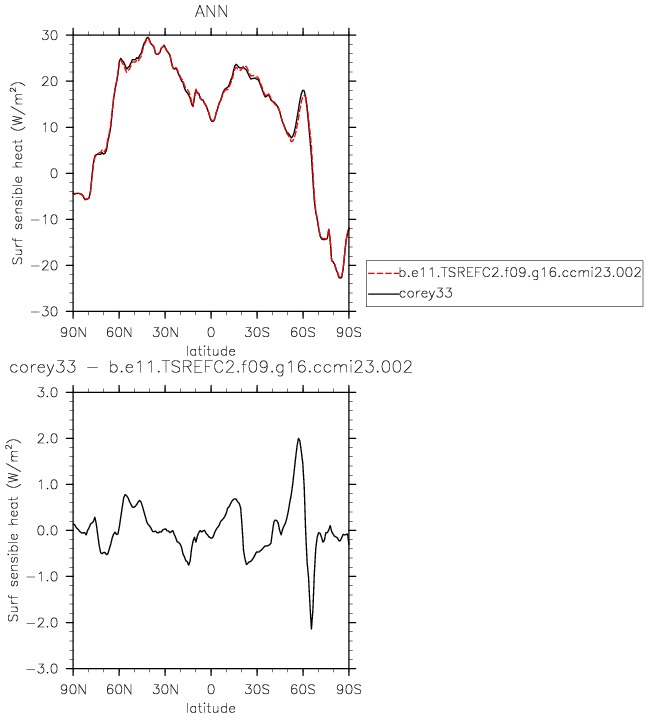 ANN
Surf sensible heat (W/m²)
30
20
10
0
−10
−20
−30
90N 60N 30N 0 30S 60S 90S
latitude
b.e11.TSREFC2.f09.g16.ccmi23.002
corey33
corey33 − b.e11.TSREFC2.f09.g16.ccmi23.002
Surf sensible heat (W/m²)
3.0
2.0
1.0
0.0
−1.0
−2.0
−3.0
90N 60N 30N 0 30S 60S 90S
latitude